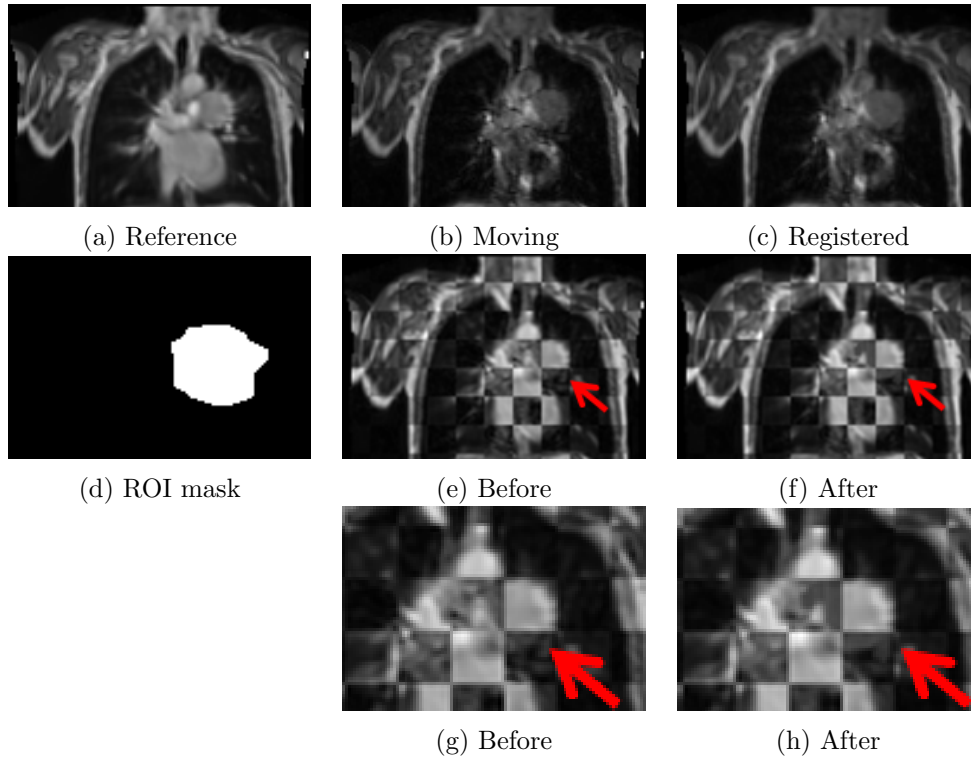 (a) Reference
(b) Moving
(c) Registered
(d) ROI mask
(e) Before
(f) After
(g) Before
(h) After